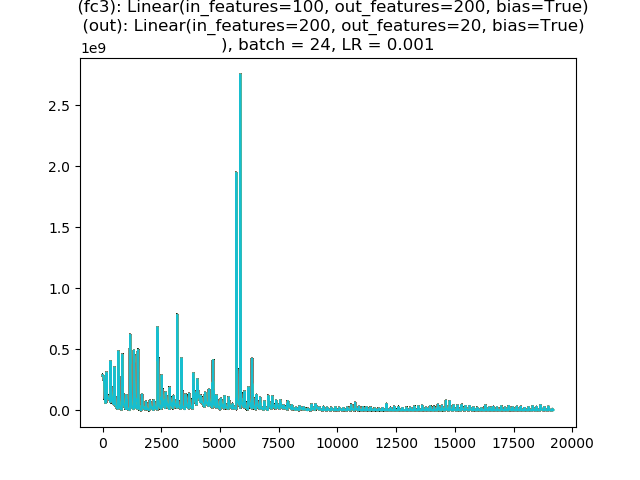 (fc3): Linear(in_features=100, out_features=200, bias=True)
(out): Linear(in_features=200, out_features=20, bias=True)
), batch = 24, LR = 0.001
1e9
2.5
2.0
1.5
1.0
0.5
0.0
0 2500 5000 7500 10000 12500 15000 17500 20000